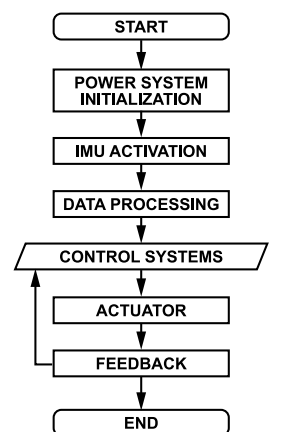 START
POWER SYSTEM
INITIALIZATION
IMU ACTIVATION
DATA PROCESSING
CONTROL SYSTEMS
ACTUATOR
FEEDBACK
END